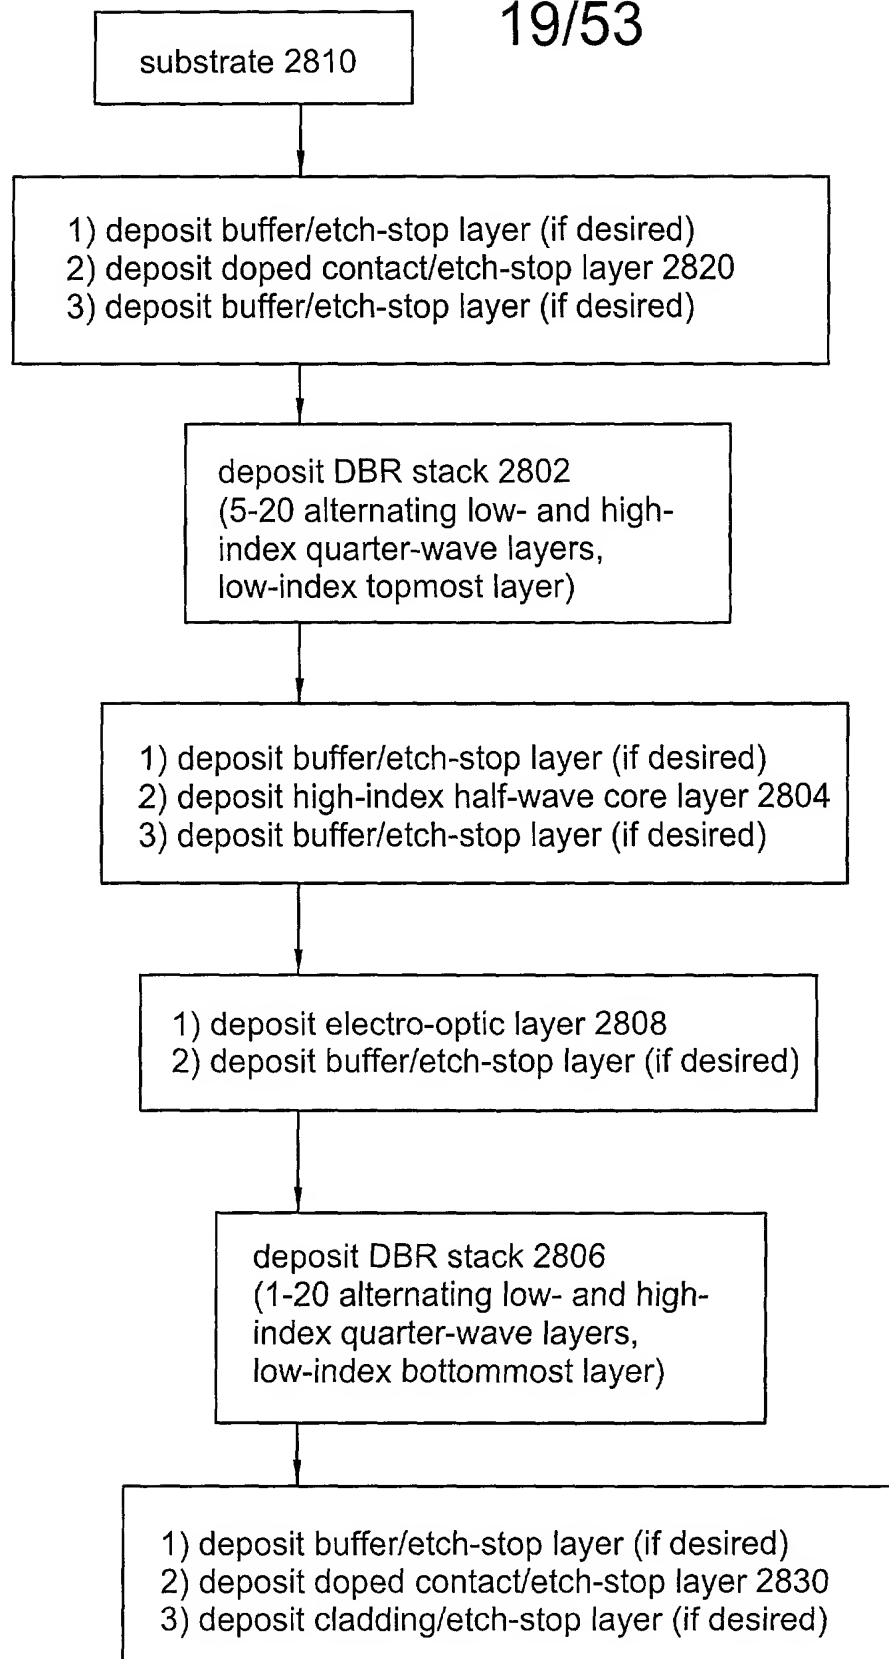 19/53
substrate 2810
1) deposit buffer/etch-stop layer (if desired)
2) deposit doped contact/etch-stop layer 2820
3) deposit buffer/etch-stop layer (if desired)
deposit DBR stack 2802
(5-20 alternating low- and high-
index quarter-wave layers,
low-index topmost layer)
1) deposit buffer/etch-stop layer (if desired)
2) deposit high-index half-wave core layer 2804
3) deposit buffer/etch-stop layer (if desired)
1) deposit electro-optic layer 2808
2) deposit buffer/etch-stop layer (if desired)
deposit DBR stack 2806
(1-20 alternating low- and high-
index quarter-wave layers,
low-index bottommost layer)
1) deposit buffer/etch-stop layer (if desired)
2) deposit doped contact/etch-stop layer 2830
3) deposit cladding/etch-stop layer (if desired)